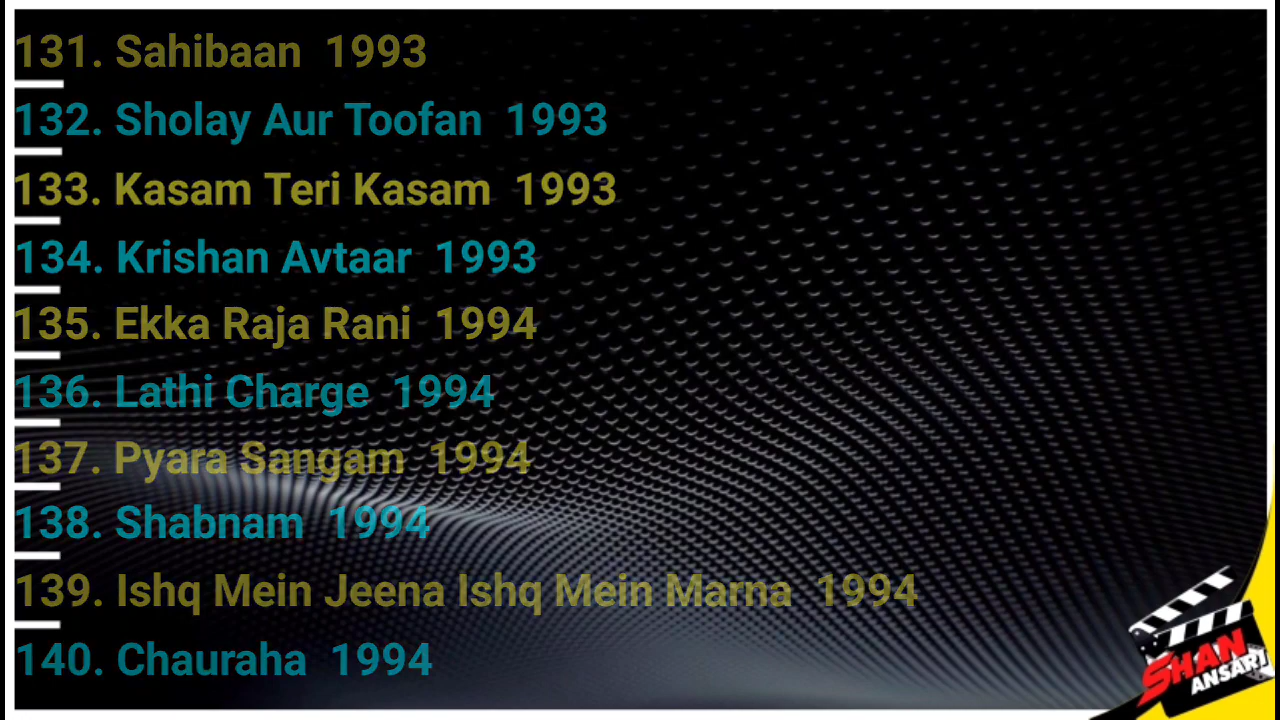 131. Sahibaan 1993
132. Sholay Aur Toofan 1993
133. Kasam Teri Kasam 1993
134. Krishan Avtaar 1993
135. Ekka Raja Rani 1994
136. Lathi Charge 1994
137. Pyara Sangam 1994
138. Shabnam 1994
139. Ishq Mein Jeena Ishq Mein Marna 1994
140. Chauraha 1994
SHAN
ANSARI